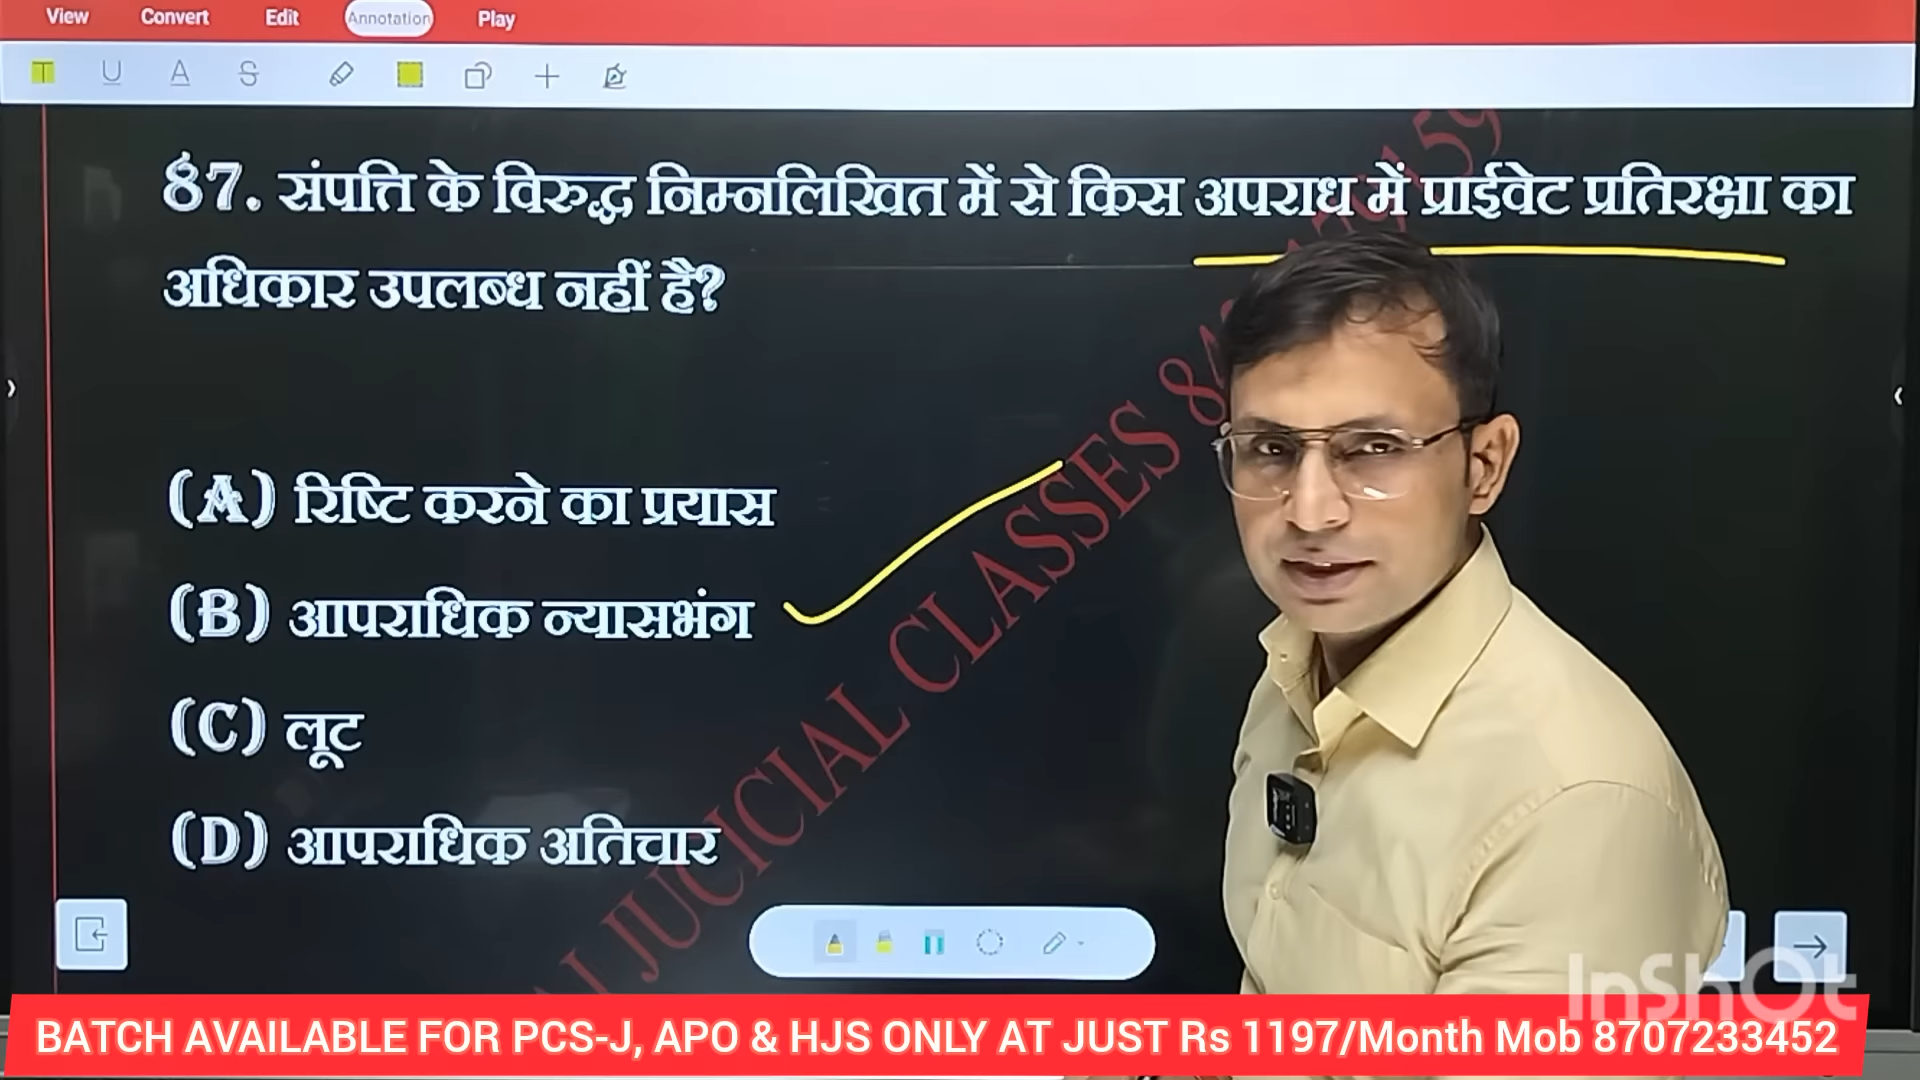 View Convert Edit Annotation Play
T U A S
87. संपत्ति के विरुद्ध निम्नलिखित में से किस अपराध में प्राईवेट प्रतिरक्षा का
अधिकार उपलब्ध नहीं है?
(A) रिष्टि करने का प्रयास
(B) आपराधिक न्यासभंग
(C) लूट
(D) आपराधिक अतिचार
JUCICIAL CLASSES
InShOt
BATCH AVAILABLE FOR PCS-J, APO & HJS ONLY AT JUST Rs 1197/Month Mob 8707233452